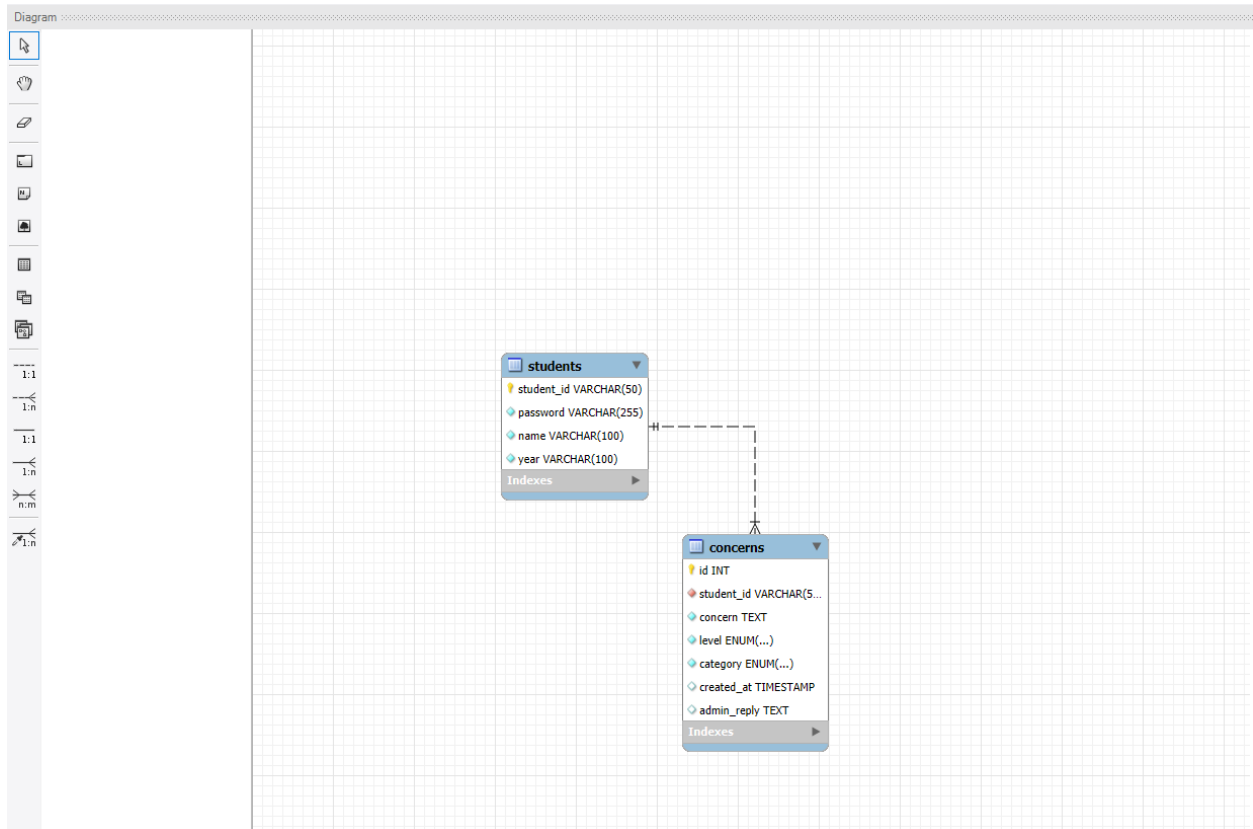 Diagram
1:1
1:n
1:1
1:n
n:m
1:n
students
student_id VARCHAR(50)
password VARCHAR(255)
name VARCHAR(100)
year VARCHAR(100)
Indexes
concerns
id INT
student_id VARCHAR(5...
concern TEXT
level ENUM(...)
category ENUM(...)
created_at TIMESTAMP
admin_reply TEXT
Indexes